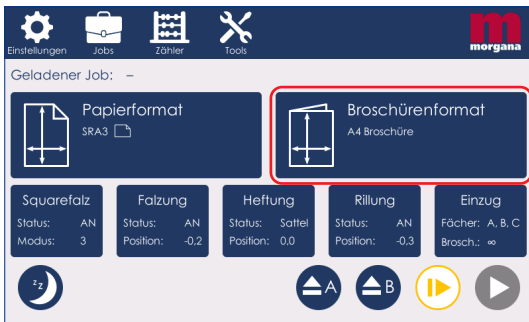 Einstellungen Jobs Zähler Tools
morgana
Geladener Job: –
Papierformat
SRA3
Broschürenformat
A4 Broschüre
Squarefalz
Status: AN
Modus: 3
Falzung
Status: AN
Position: -0,2
Heftung
Status: Sattel
Position: 0,0
Rillung
Status: AN
Position: -0,3
Einzug
Fächer: A, B, C
Brosch.: ∞
zz
A
B